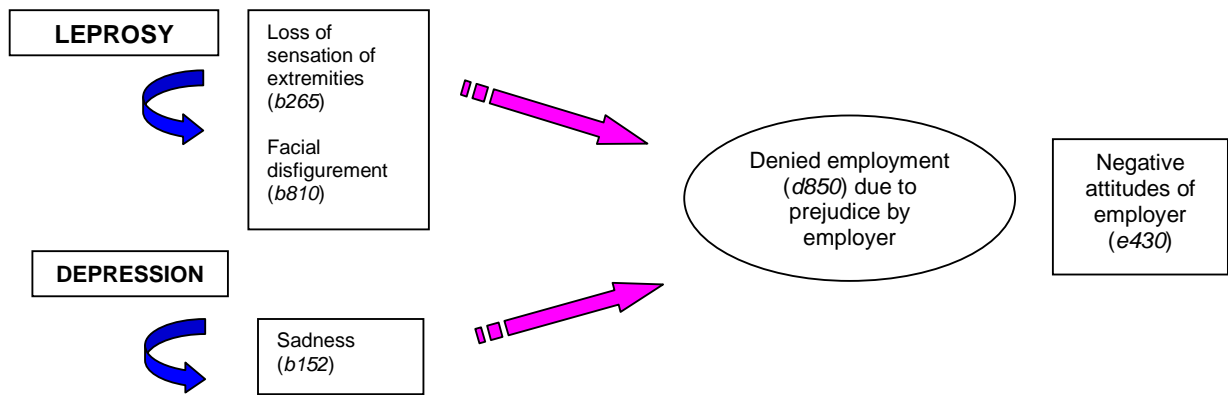 LEPROSY
Loss of
sensation of
extremities
(b265)
Facial
disfigurement
(b810)
DEPRESSION
Sadness
(b152)
Denied employment
(d850) due to
prejudice by
employer
Negative
attitudes of
employer
(e430)